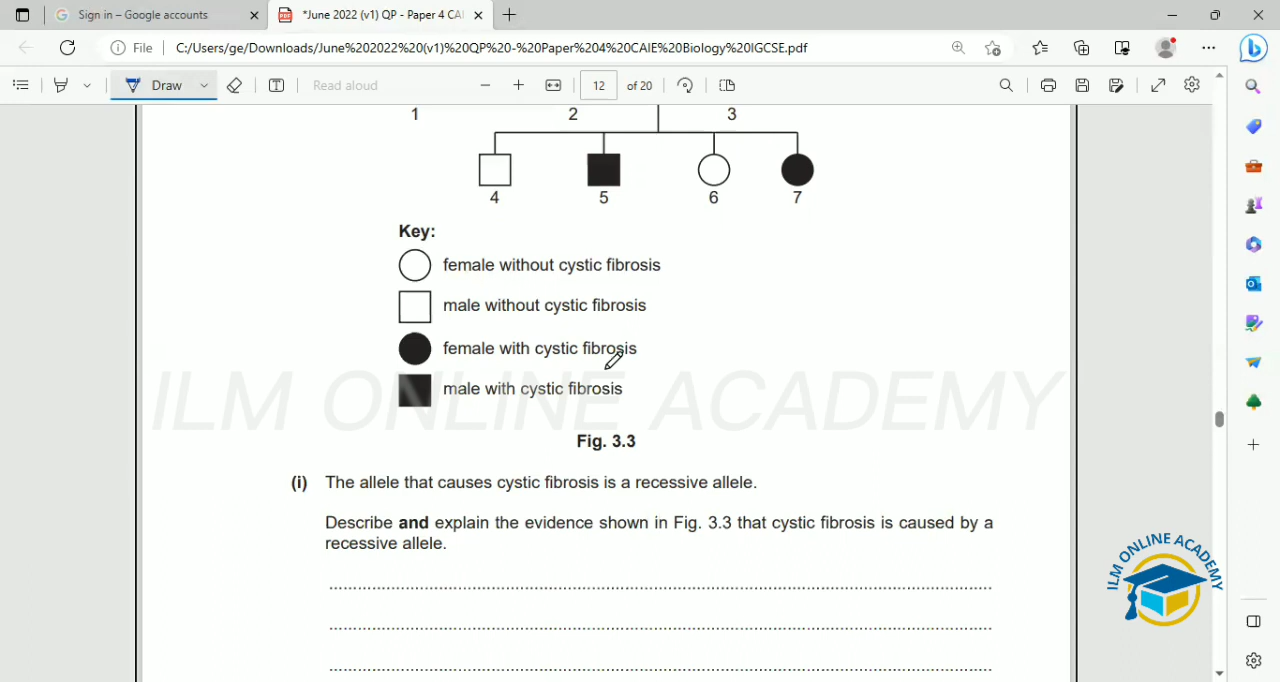 Sign in – Google accounts
*June 2022 (v1) QP - Paper 4 CAI
File
C:/Users/ge/Downloads/June%202022%20(v1)%20QP%20-%20Paper%204%20CAIE%20Biology%20IGCSE.pdf
Draw
Read aloud
12
of 20
1 2 3
4 5 6 7
Key:
female without cystic fibrosis
male without cystic fibrosis
female with cystic fibrosis
male with cystic fibrosis
ILM ONLINE ACADEMY
Fig. 3.3
(i) The allele that causes cystic fibrosis is a recessive allele.
Describe and explain the evidence shown in Fig. 3.3 that cystic fibrosis is caused by a
recessive allele.
ILM ONLINE ACADEMY